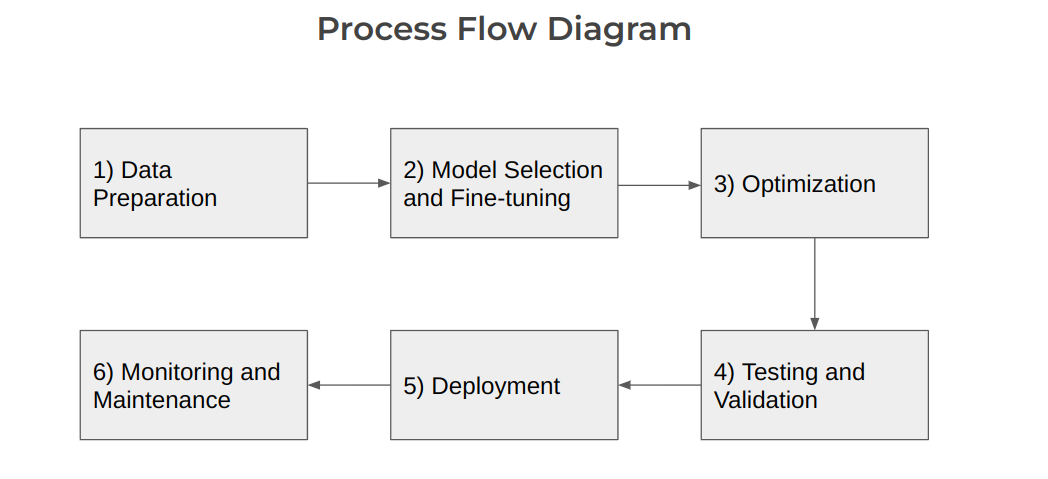 Process Flow Diagram
1) Data
Preparation
2) Model Selection
and Fine-tuning
3) Optimization
4) Testing and
Validation
5) Deployment
6) Monitoring and
Maintenance